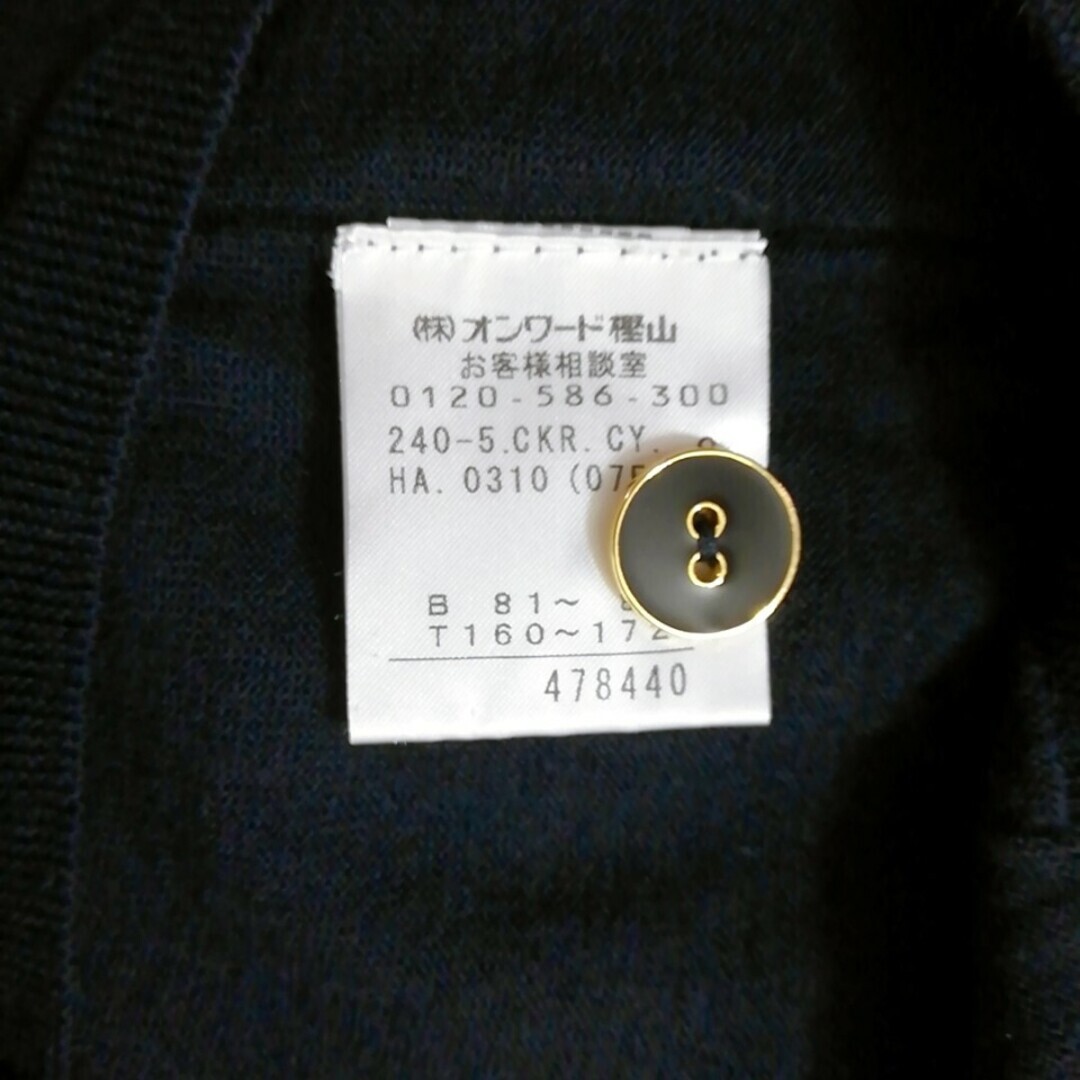 (株)オンワード樫山
お客様相談室
0120-586-300
240-5.CKR.CY.
HA. 0310 (075
B 81～
T160～172
478440